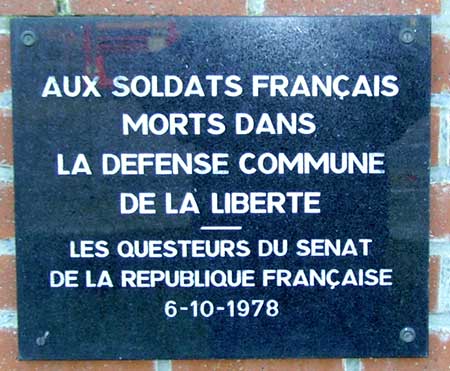 AUX SOLDATS FRANÇAIS
MORTS DANS
LA DEFENSE COMMUNE
DE LA LIBERTE
LES QUESTEURS DU SENAT
DE LA REPUBLIQUE FRANÇAISE
6-10-1978